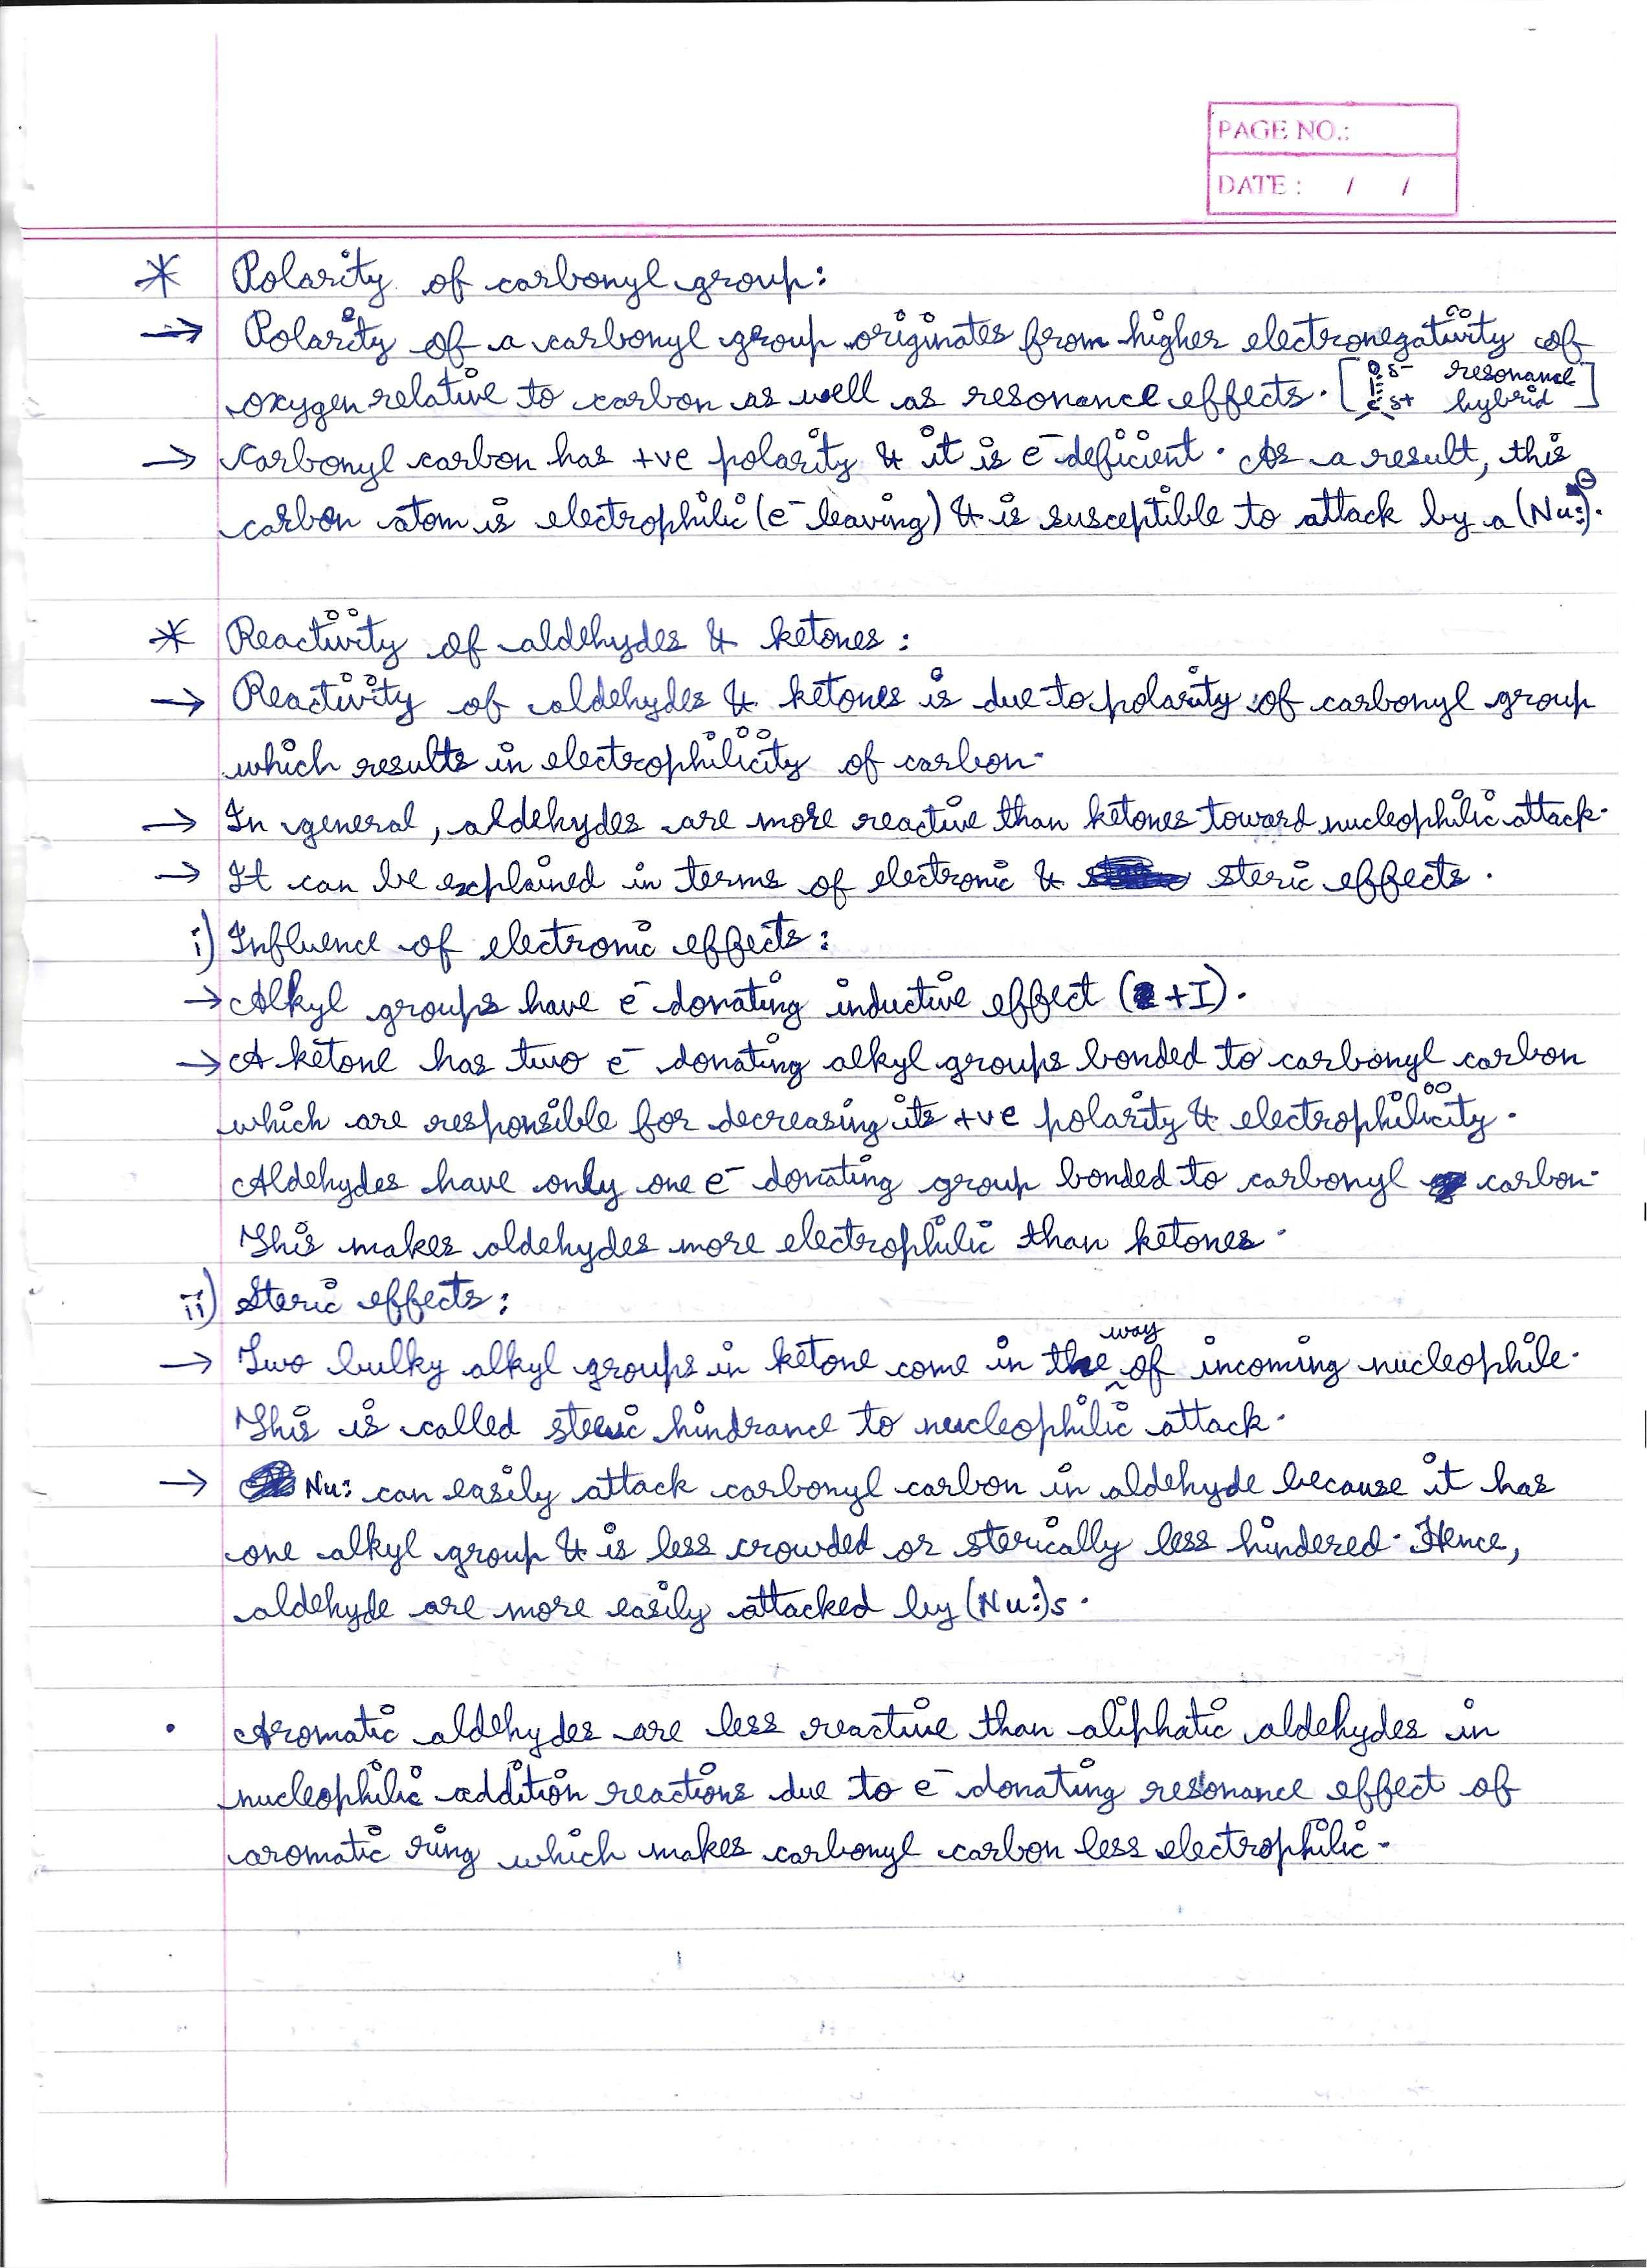 PAGE NO.:
DATE : / /
* Polarity of carbonyl group:
→ Polarity of a carbonyl group originates from higher electronegativity of
oxygen relative to carbon as well as resonance effects. [O δ- C δ+ resonance hybrid]
→ Carbonyl carbon has +ve polarity & it is e⁻ deficient. As a result, this
carbon atom is electrophilic (e⁻ leaving) & is susceptible to attack by a (Nu:)⊖.
* Reactivity of aldehydes & ketones :
→ Reactivity of aldehydes & ketones is due to polarity of carbonyl group
which results in electrophilicity of carbon.
→ In general, aldehydes are more reactive than ketones toward nucleophilic attack.
→ It can be explained in terms of electronic & steric effects.
i) Influence of electronic effects:
→ Alkyl groups have e⁻ donating inductive effect (+I).
→ A ketone has two e⁻ donating alkyl groups bonded to carbonyl carbon
which are responsible for decreasing its +ve polarity & electrophilicity.
Aldehydes have only one e⁻ donating group bonded to carbonyl carbon.
This makes aldehydes more electrophilic than ketones.
ii) Steric effects:
→ Two bulky alkyl groups in ketone come in the way of incoming nucleophile.
This is called steric hindrance to nucleophilic attack.
→ Nu: can easily attack carbonyl carbon in aldehyde because it has
one alkyl group & is less crowded or sterically less hindered. Hence,
aldehyde are more easily attacked by (Nu:)s.
• Aromatic aldehydes are less reactive than aliphatic aldehydes in
nucleophilic addition reactions due to e⁻ donating resonance effect of
aromatic ring which makes carbonyl carbon less electrophilic.